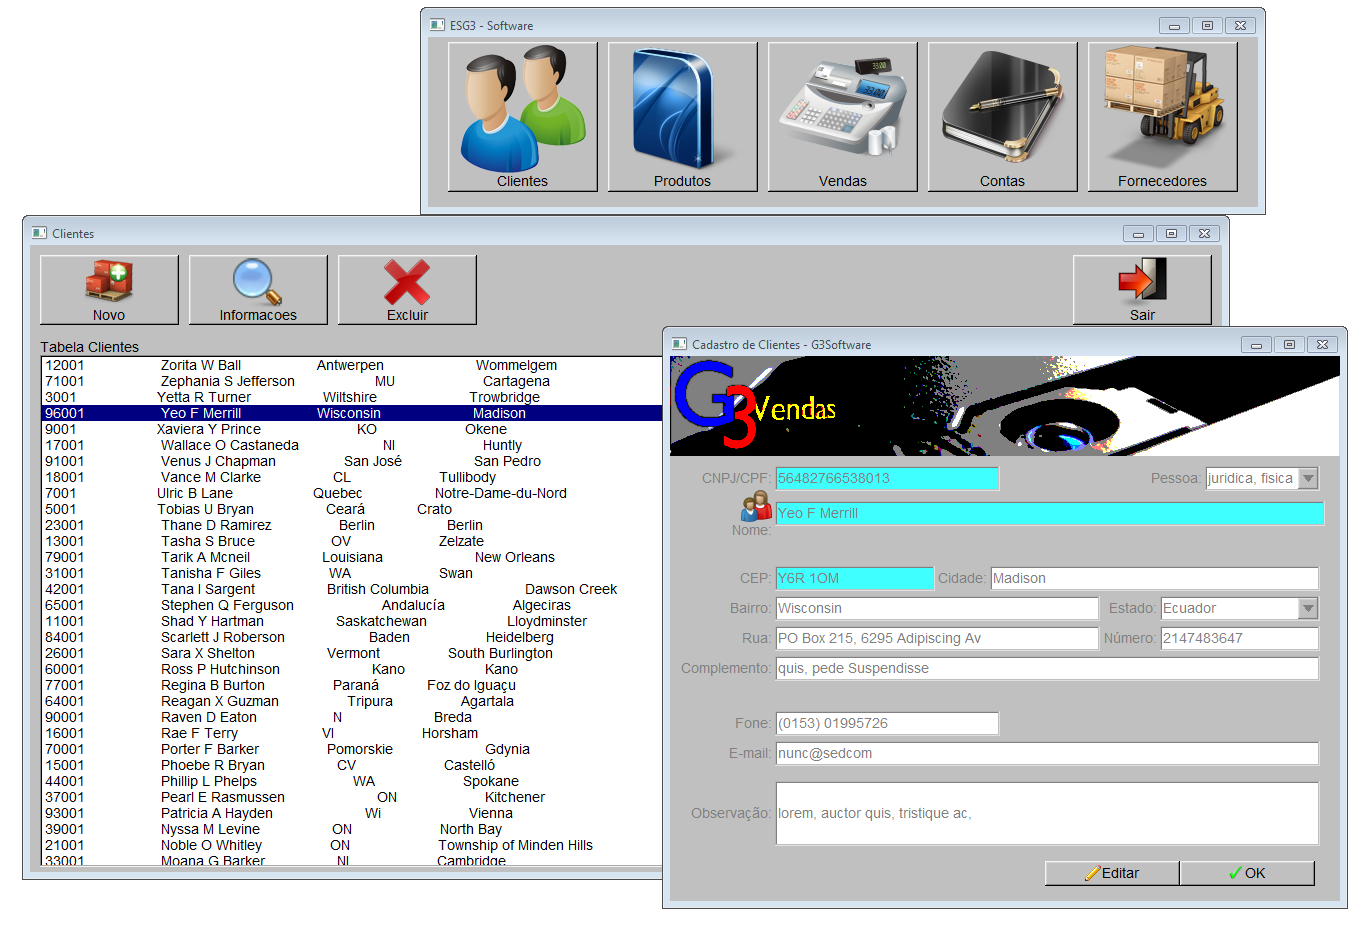 ESG3 - Software
33.00
33.00
Clientes Produtos Vendas Contas Fornecedores
Clientes
Novo Informacoes Excluir Sair
Tabela Clientes
12001 Zorita W Ball Antwerpen Wommelgem
71001 Zephania S Jefferson MU Cartagena
3001 Yetta R Turner Wiltshire Trowbridge
96001 Yeo F Merrill Wisconsin Madison
9001 Xaviera Y Prince KO Okene
17001 Wallace O Castaneda NI Huntly
91001 Venus J Chapman San José San Pedro
18001 Vance M Clarke CL Tullibody
7001 Ulric B Lane Quebec Notre-Dame-du-Nord
5001 Tobias U Bryan Ceará Crato
23001 Thane D Ramirez Berlin Berlin
13001 Tasha S Bruce OV Zelzate
79001 Tarik A Mcneil Louisiana New Orleans
31001 Tanisha F Giles WA Swan
42001 Tana I Sargent British Columbia Dawson Creek
65001 Stephen Q Ferguson Andalucía Algeciras
11001 Shad Y Hartman Saskatchewan Lloydminster
84001 Scarlett J Roberson Baden Heidelberg
26001 Sara X Shelton Vermont South Burlington
60001 Ross P Hutchinson Kano Kano
77001 Regina B Burton Paraná Foz do Iguaçu
64001 Reagan X Guzman Tripura Agartala
90001 Raven D Eaton N Breda
16001 Rae F Terry VI Horsham
70001 Porter F Barker Pomorskie Gdynia
15001 Phoebe R Bryan CV Castelló
44001 Phillip L Phelps WA Spokane
37001 Pearl E Rasmussen ON Kitchener
93001 Patricia A Hayden Wi Vienna
39001 Nyssa M Levine ON North Bay
21001 Noble O Whitley ON Township of Minden Hills
33001 Moana G Barker NL Cambridge
Cadastro de Clientes - G3Software
G3 Vendas
CNPJ/CPF: 56482766538013 Pessoa: juridica, fisica
Nome: Yeo F Merrill
CEP: Y6R 1OM Cidade: Madison
Bairro: Wisconsin Estado: Ecuador
Rua: PO Box 215, 6295 Adipiscing Av Número: 2147483647
Complemento: quis, pede Suspendisse
Fone: (0153) 01995726
E-mail: nunc@sedcom
Observação: lorem, auctor quis, tristique ac,
Editar OK